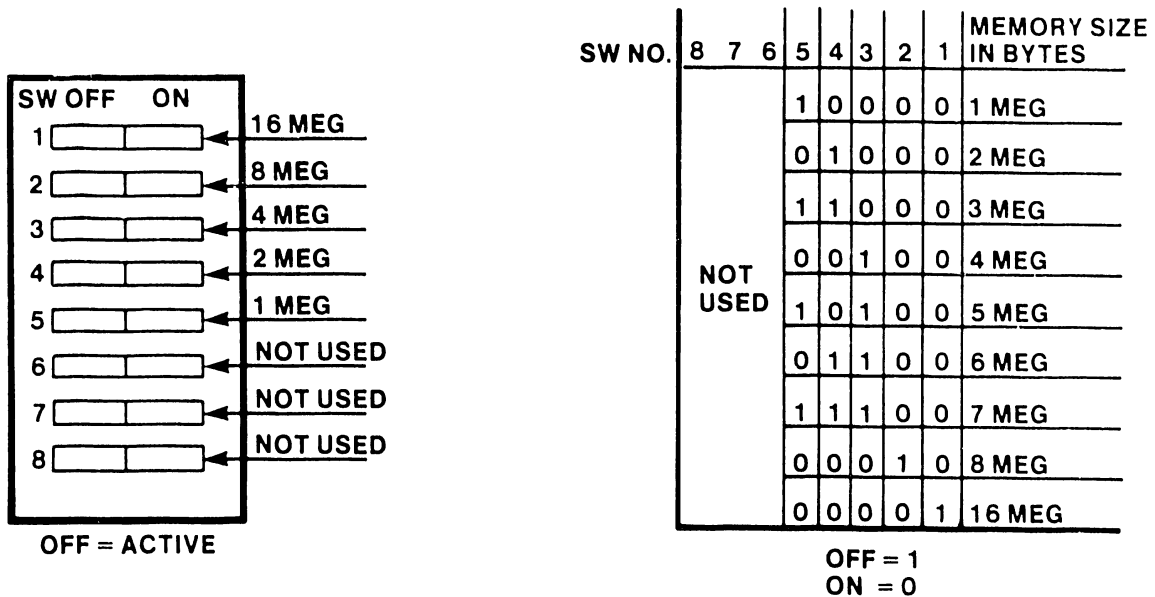 SW OFF ON
1 16 MEG
2 8 MEG
3 4 MEG
4 2 MEG
5 1 MEG
6 NOT USED
7 NOT USED
8 NOT USED
OFF = ACTIVE
MEMORY SIZE
SW NO. 8 7 6 5 4 3 2 1 IN BYTES
1 0 0 0 0 1 MEG
0 1 0 0 0 2 MEG
1 1 0 0 0 3 MEG
0 0 1 0 0 4 MEG
NOT
USED
1 0 1 0 0 5 MEG
0 1 1 0 0 6 MEG
1 1 1 0 0 7 MEG
0 0 0 1 0 8 MEG
0 0 0 0 1 16 MEG
OFF = 1
ON = 0